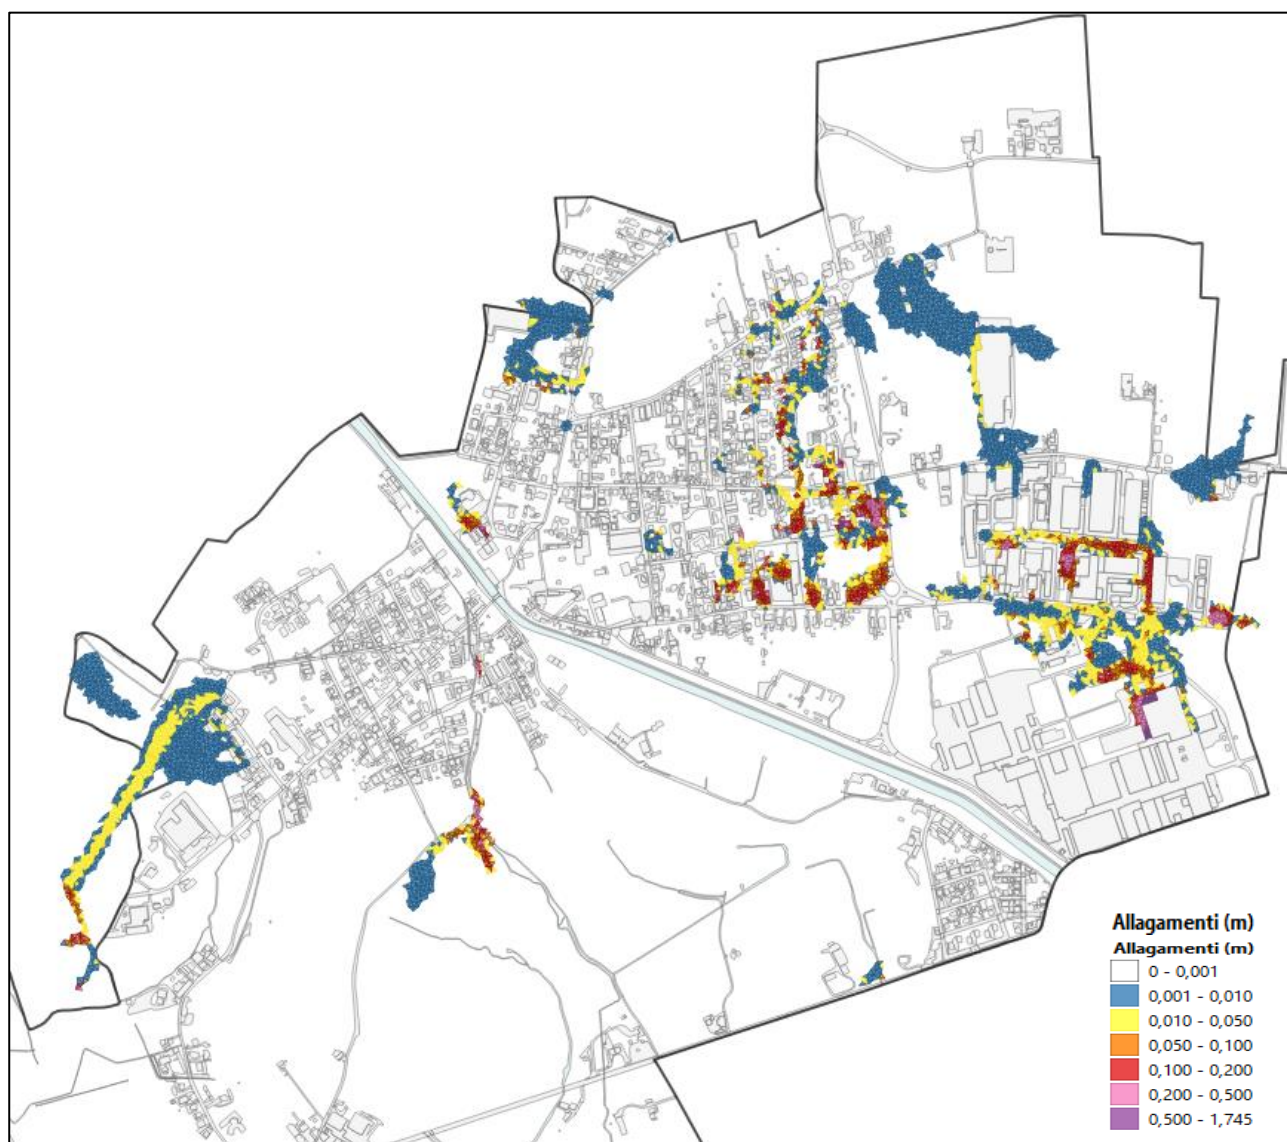 Allagamenti (m)
Allagamenti (m)
0 - 0,001
0,001 - 0,010
0,010 - 0,050
0,050 - 0,100
0,100 - 0,200
0,200 - 0,500
0,500 - 1,745